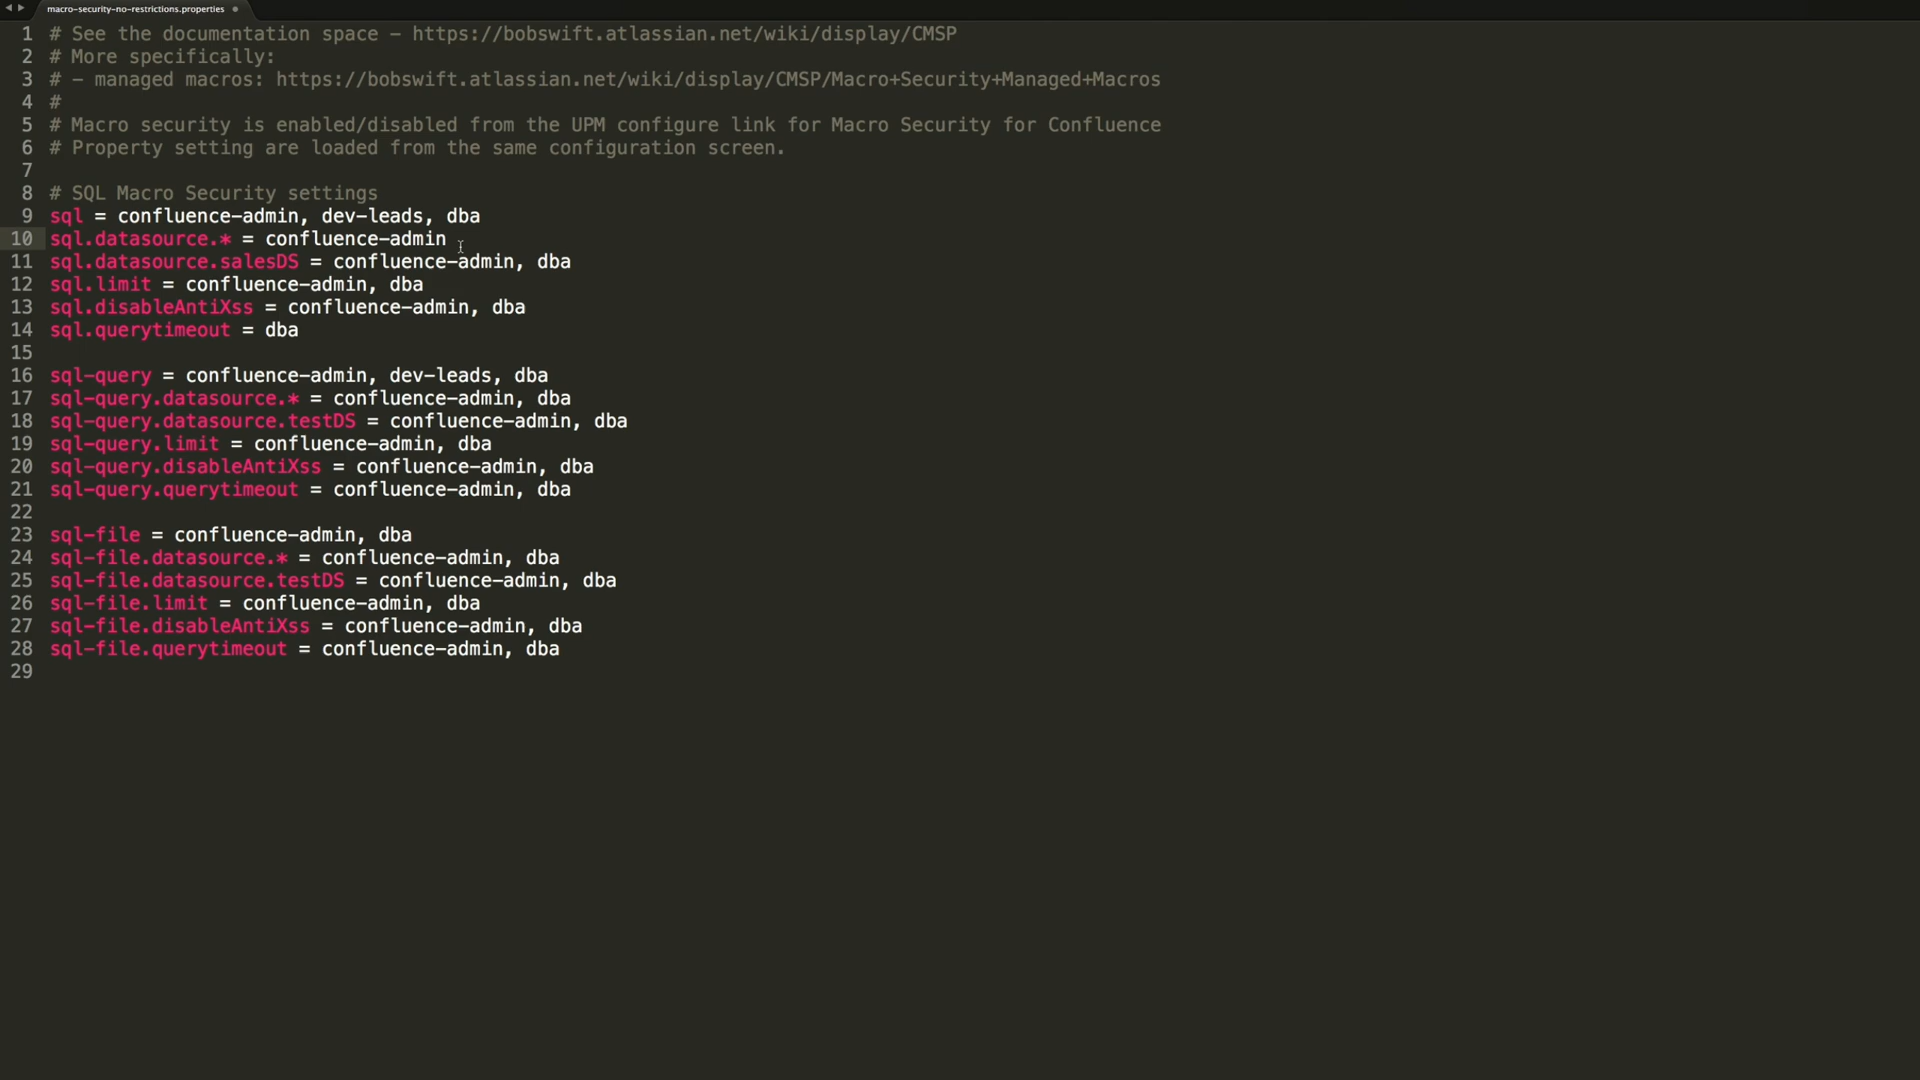 macro-security-no-restrictions.properties
1 # See the documentation space - https://bobswift.atlassian.net/wiki/display/CMSP
2 # More specifically:
3 # - managed macros: https://bobswift.atlassian.net/wiki/display/CMSP/Macro+Security+Managed+Macros
4 #
5 # Macro security is enabled/disabled from the UPM configure link for Macro Security for Confluence
6 # Property setting are loaded from the same configuration screen.
7
8 # SQL Macro Security settings
9 sql = confluence-admin, dev-leads, dba
10 sql.datasource.* = confluence-admin
11 sql.datasource.salesDS = confluence-admin, dba
12 sql.limit = confluence-admin, dba
13 sql.disableAntiXss = confluence-admin, dba
14 sql.querytimeout = dba
15
16 sql-query = confluence-admin, dev-leads, dba
17 sql-query.datasource.* = confluence-admin, dba
18 sql-query.datasource.testDS = confluence-admin, dba
19 sql-query.limit = confluence-admin, dba
20 sql-query.disableAntiXss = confluence-admin, dba
21 sql-query.querytimeout = confluence-admin, dba
22
23 sql-file = confluence-admin, dba
24 sql-file.datasource.* = confluence-admin, dba
25 sql-file.datasource.testDS = confluence-admin, dba
26 sql-file.limit = confluence-admin, dba
27 sql-file.disableAntiXss = confluence-admin, dba
28 sql-file.querytimeout = confluence-admin, dba
29